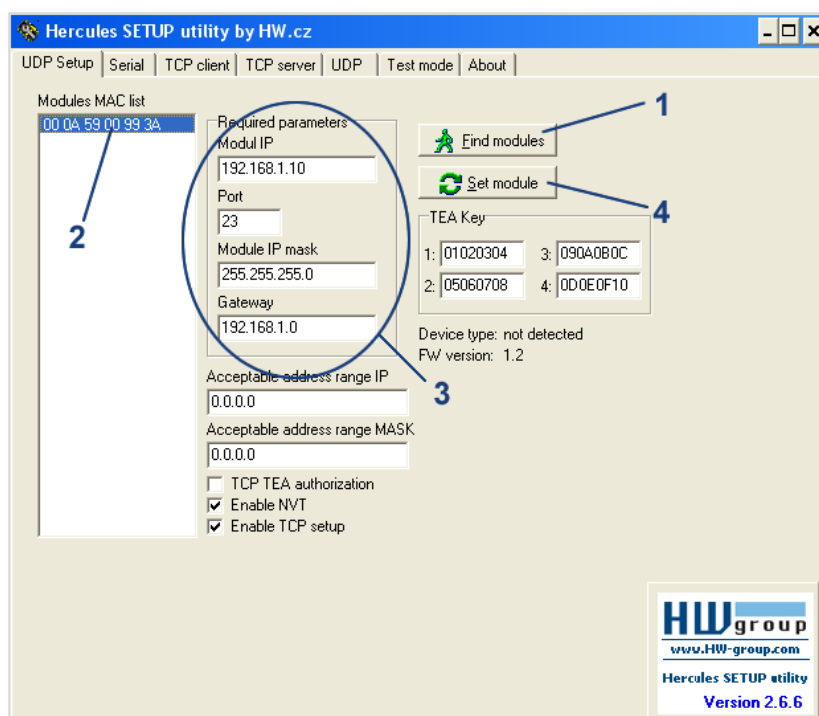 Hercules SETUP utility by HW.cz
UDP Setup Serial TCP client TCP server UDP Test mode About
Modules MAC list
00 0A 59 00 99 3A
2
Required parameters
Modul IP
192.168.1.10
Port
23
Module IP mask
255.255.255.0
Gateway
192.168.1.0
3
Acceptable address range IP
0.0.0.0
Acceptable address range MASK
0.0.0.0
TCP TEA authorization
Enable NVT
Enable TCP setup
1
Find modules
Set module
4
TEA Key
1: 01020304 3: 090A0B0C
2: 05060708 4: 0D0E0F10
Device type: not detected
FW version: 1.2
HW group
www.HW-group.com
Hercules SETUP utility
Version 2.6.6